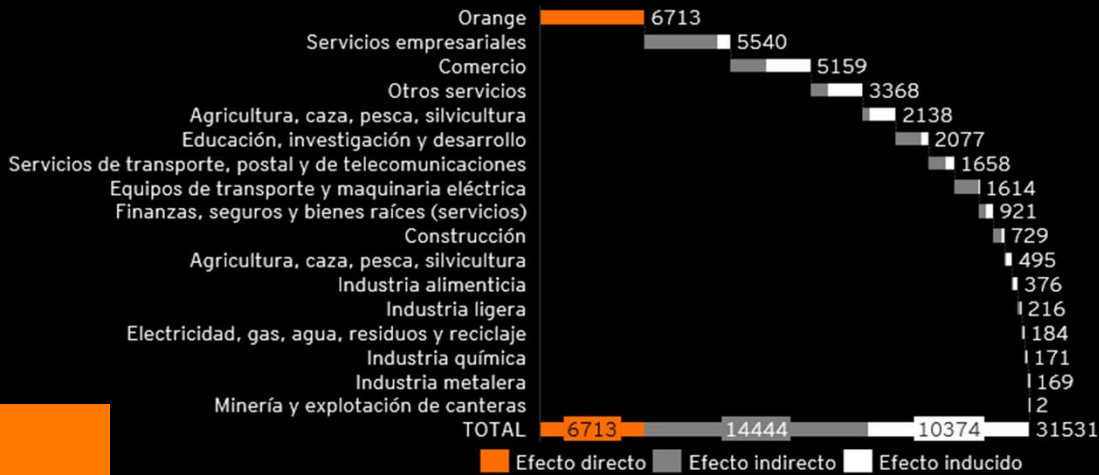 Orange 6713
Servicios empresariales 5540
Comercio 5159
Otros servicios 3368
Agricultura, caza, pesca, silvicultura 2138
Educación, investigación y desarrollo 2077
Servicios de transporte, postal y de telecomunicaciones 1658
Equipos de transporte y maquinaria eléctrica 1614
Finanzas, seguros y bienes raíces (servicios) 921
Construcción 729
Agricultura, caza, pesca, silvicultura 495
Industria alimenticia 376
Industria ligera 216
Electricidad, gas, agua, residuos y reciclaje 184
Industria química 171
Industria metalera 169
Minería y explotación de canteras 2
TOTAL 6713 14444 10374 31531
Efecto directo Efecto indirecto Efecto inducido